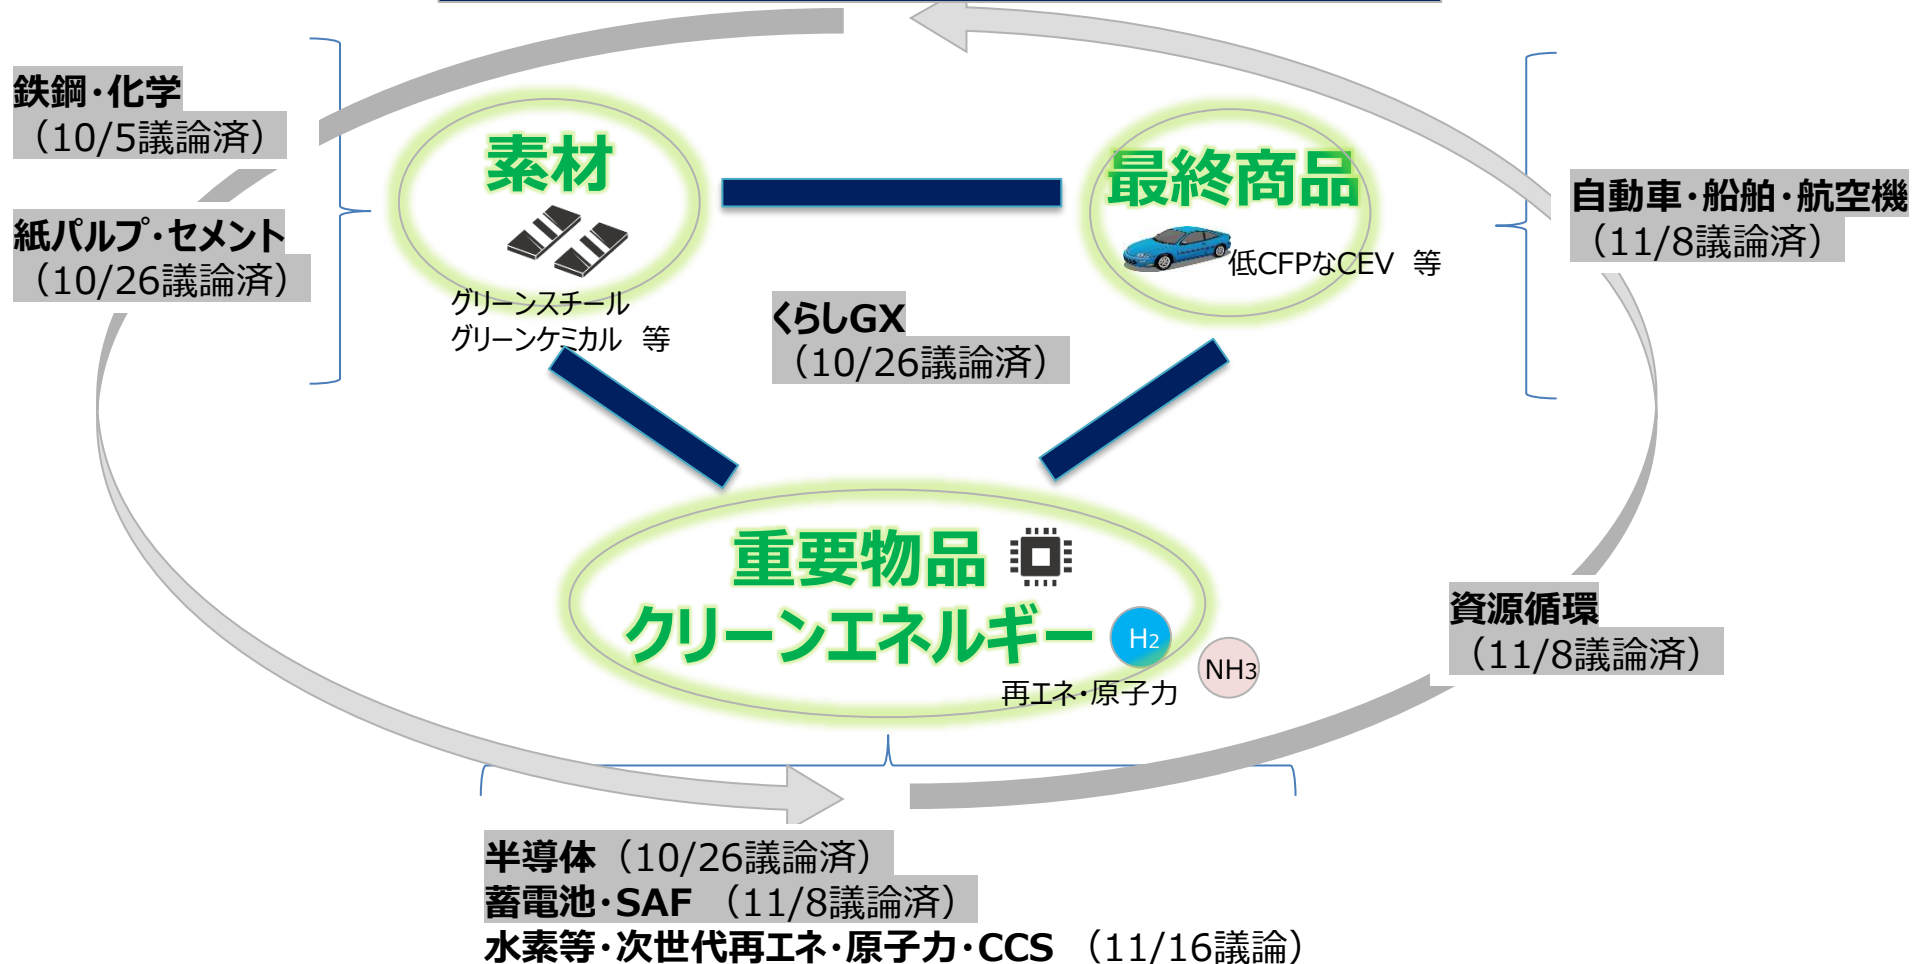 鉄鋼・化学
（10/5議論済）
紙パルプ・セメント
（10/26議論済）
素材
グリーンスチール
グリーンケミカル 等
最終商品
低CFPなCEV 等
自動車・船舶・航空機
（11/8議論済）
くらしGX
（10/26議論済）
重要物品
クリーンエネルギー
H2
NH3
再エネ・原子力
資源循環
（11/8議論済）
半導体（10/26議論済）
蓄電池・SAF （11/8議論済）
水素等・次世代再エネ・原子力・CCS （11/16議論）